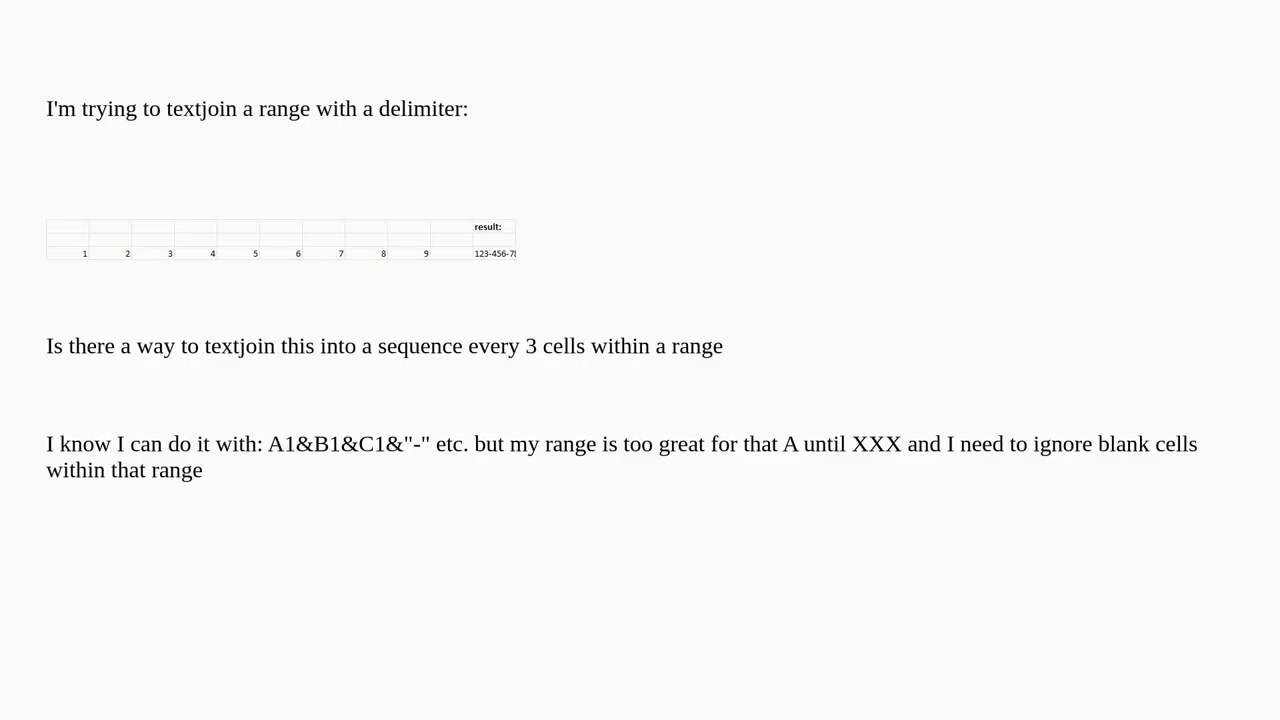 I'm trying to textjoin a range with a delimiter:
result:
1 2 3 4 5 6 7 8 9 123-456-78
Is there a way to textjoin this into a sequence every 3 cells within a range
I know I can do it with: A1&B1&C1&"-" etc. but my range is too great for that A until XXX and I need to ignore blank cells
within that range